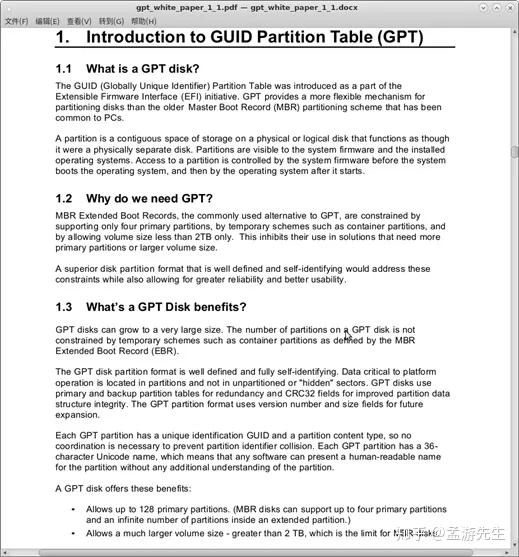 gpt_white_paper_1_1.pdf — gpt_white_paper_1_1.docx
文件(F) 编辑(E) 查看(V) 转到(G) 帮助(H)
1. Introduction to GUID Partition Table (GPT)
1.1 What is a GPT disk?
The GUID (Globally Unique Identifier) Partition Table was introduced as a part of the
Extensible Firmware Interface (EFI) initiative. GPT provides a more flexible mechanism for
partitioning disks than the older Master Boot Record (MBR) partitioning scheme that has been
common to PCs.
A partition is a contiguous space of storage on a physical or logical disk that functions as though
it were a physically separate disk. Partitions are visible to the system firmware and the installed
operating systems. Access to a partition is controlled by the system firmware before the system
boots the operating system, and then by the operating system after it starts.
1.2 Why do we need GPT?
MBR Extended Boot Records, the commonly used alternative to GPT, are constrained by
supporting only four primary partitions, by temporary schemes such as container partitions, and
by allowing volume size less than 2TB only. This inhibits their use in solutions that need more
primary partitions or larger volume size.
A superior disk partition format that is well defined and self-identifying would address these
constraints while also allowing for greater reliability and better usability.
1.3 What's a GPT Disk benefits?
GPT disks can grow to a very large size. The number of partitions on a GPT disk is not
constrained by temporary schemes such as container partitions as defined by the MBR
Extended Boot Record (EBR).
The GPT disk partition format is well defined and fully self-identifying. Data critical to platform
operation is located in partitions and not in unpartitioned or "hidden" sectors. GPT disks use
primary and backup partition tables for redundancy and CRC32 fields for improved partition data
structure integrity. The GPT partition format uses version number and size fields for future
expansion.
Each GPT partition has a unique identification GUID and a partition content type, so no
coordination is necessary to prevent partition identifier collision. Each GPT partition has a 36-
character Unicode name, which means that any software can present a human-readable name
for the partition without any additional understanding of the partition.
A GPT disk offers these benefits:
• Allows up to 128 primary partitions. (MBR disks can support up to four primary partitions
and an infinite number of partitions inside an extended partition.)
• Allows a much larger volume size - greater than 2 TB, which is the limit for MBR disks.
知乎 @孟游先生